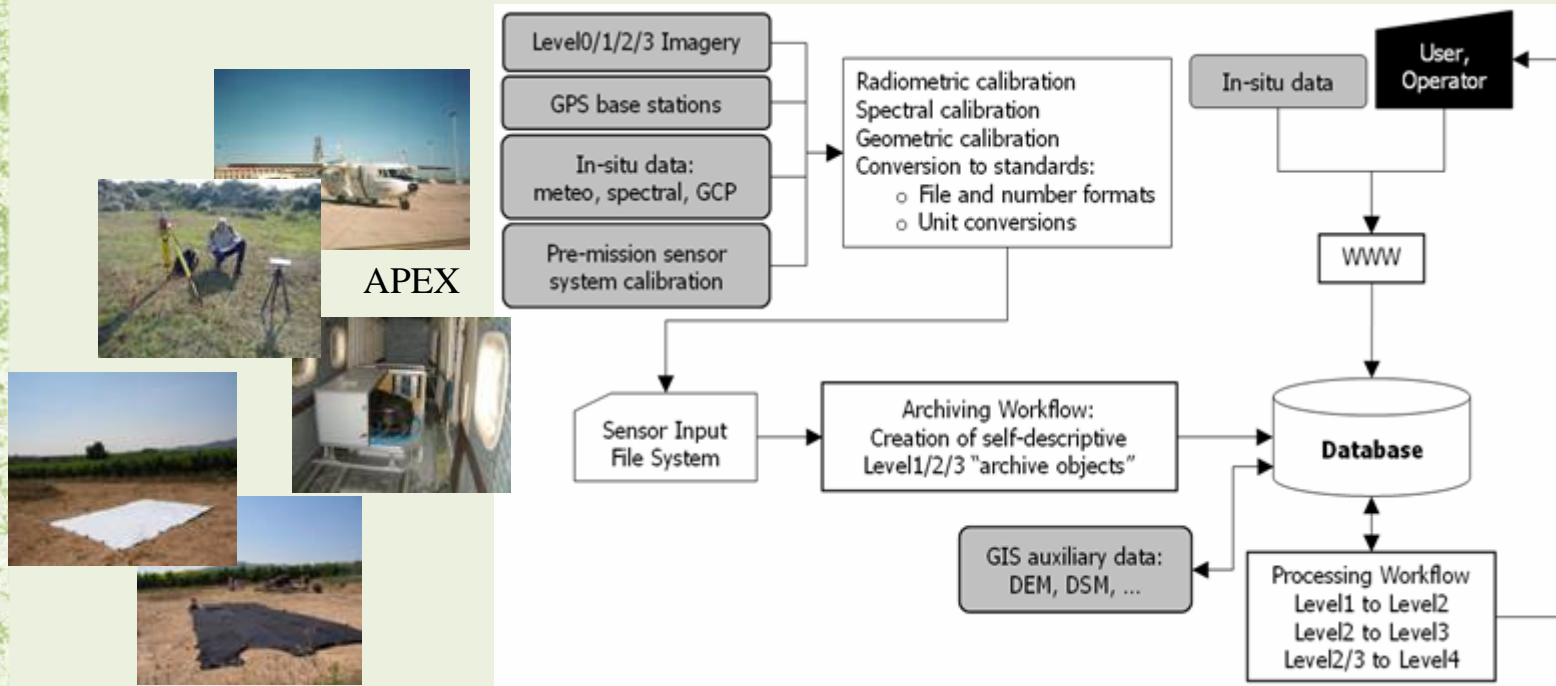 APEX
Level0/1/2/3 Imagery
GPS base stations
In-situ data:
meteo, spectral, GCP
Pre-mission sensor
system calibration
Radiometric calibration
Spectral calibration
Geometric calibration
Conversion to standards:
o File and number formats
o Unit conversions
In-situ data
User,
Operator
WWW
Sensor Input
File System
Archiving Workflow:
Creation of self-descriptive
Level1/2/3 “archive objects”
Database
GIS auxiliary data:
DEM, DSM, ...
Processing Workflow
Level1 to Level2
Level2 to Level3
Level2/3 to Level4